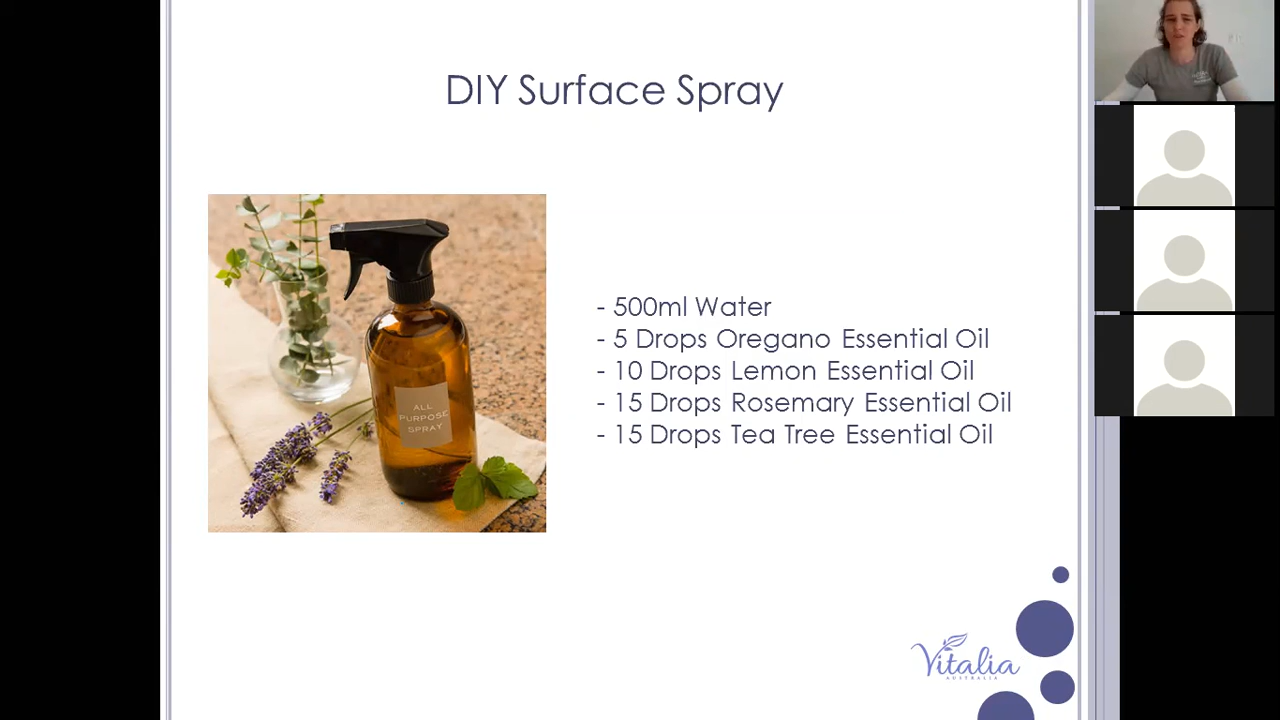 DIY Surface Spray
ALL
PURPOSE
SPRAY
- 500ml Water
- 5 Drops Oregano Essential Oil
- 10 Drops Lemon Essential Oil
- 15 Drops Rosemary Essential Oil
- 15 Drops Tea Tree Essential Oil
Vitalia
AUSTRALIA